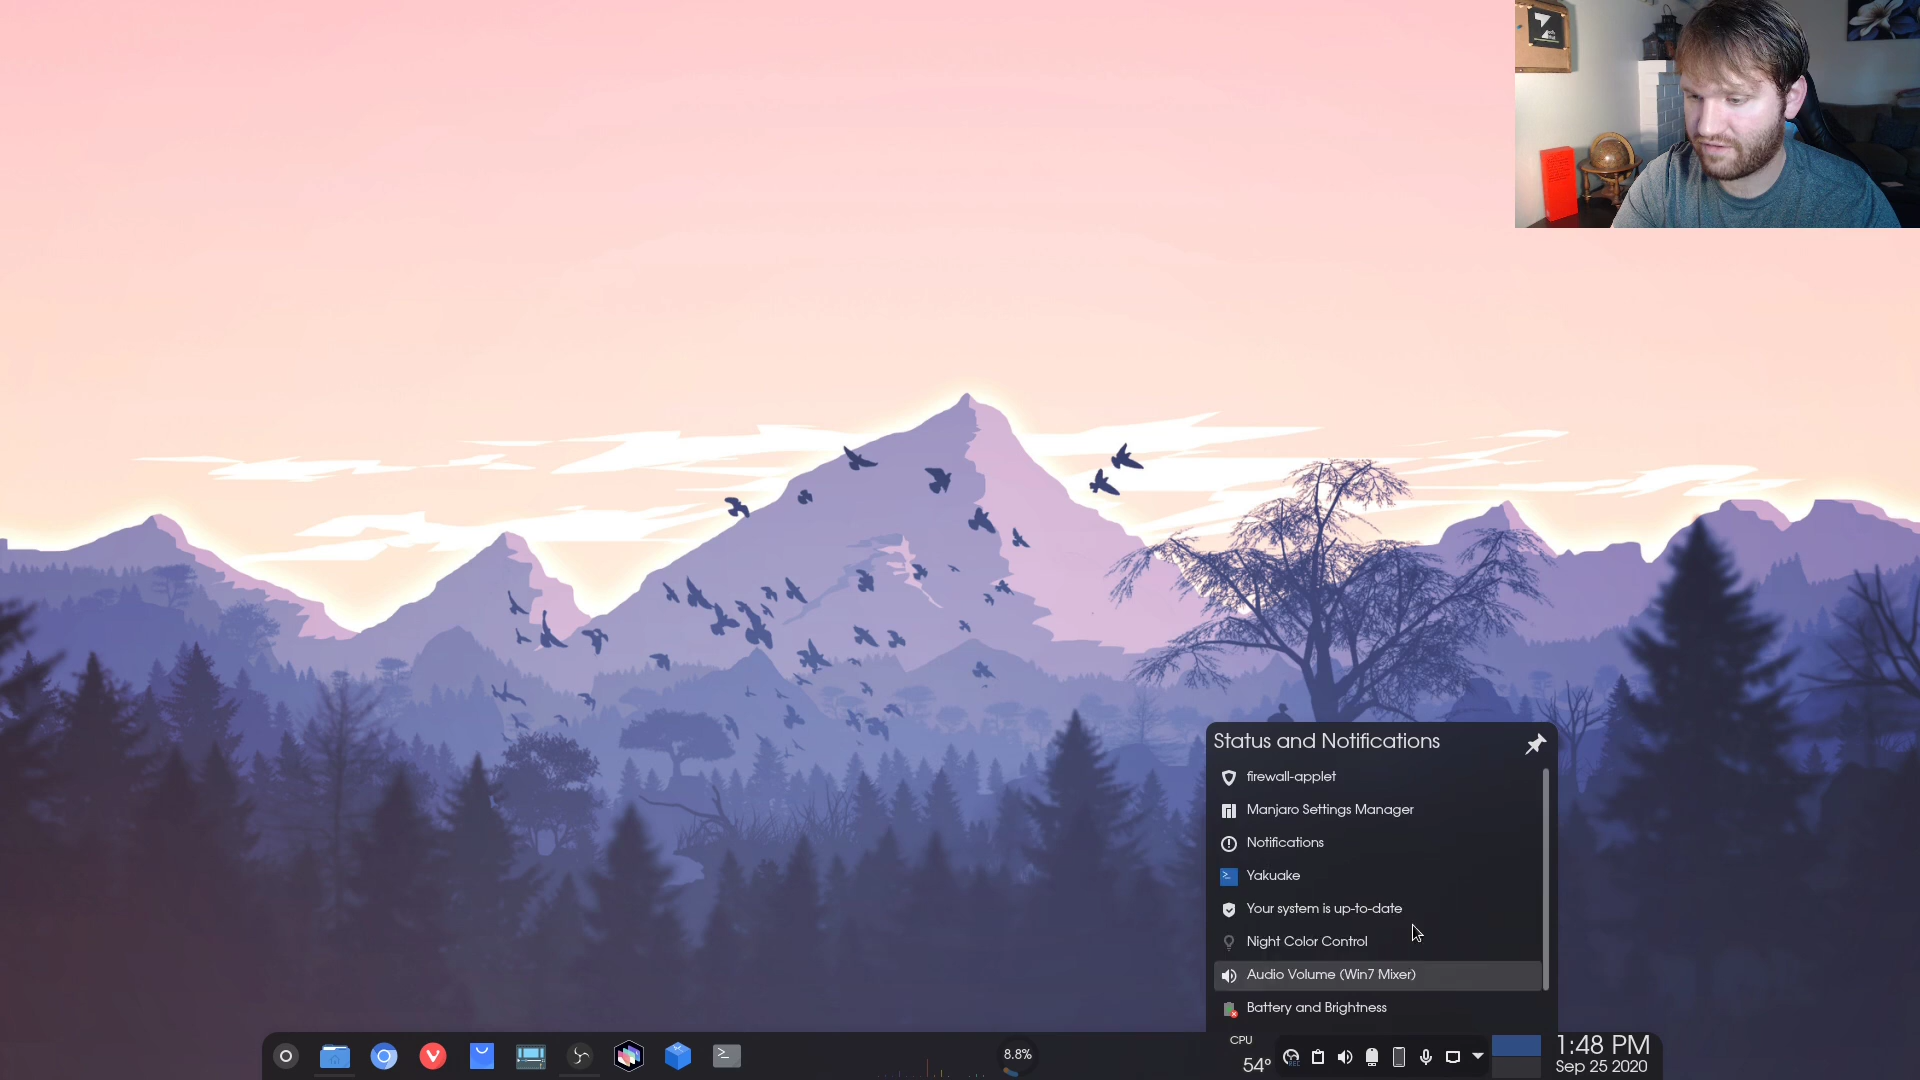 Status and Notifications
firewall-applet
Manjaro Settings Manager
Notifications
Yakuake
Your system is up-to-date
Night Color Control
Audio Volume (Win7 Mixer)
Battery and Brightness
8.8%
CPU
54°
REC
1:48 PM
Sep 25 2020